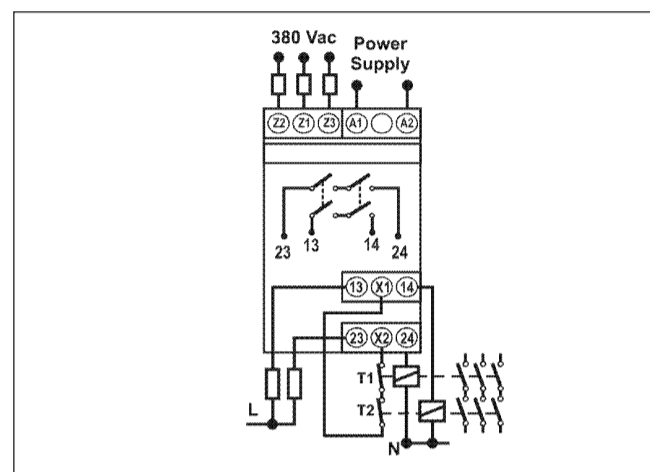 380 Vac
Power
Supply
Z2 Z1 Z3 A1 A2
23 13 14 24
13 X1 14
23 X2 24
T1
T2
L
N